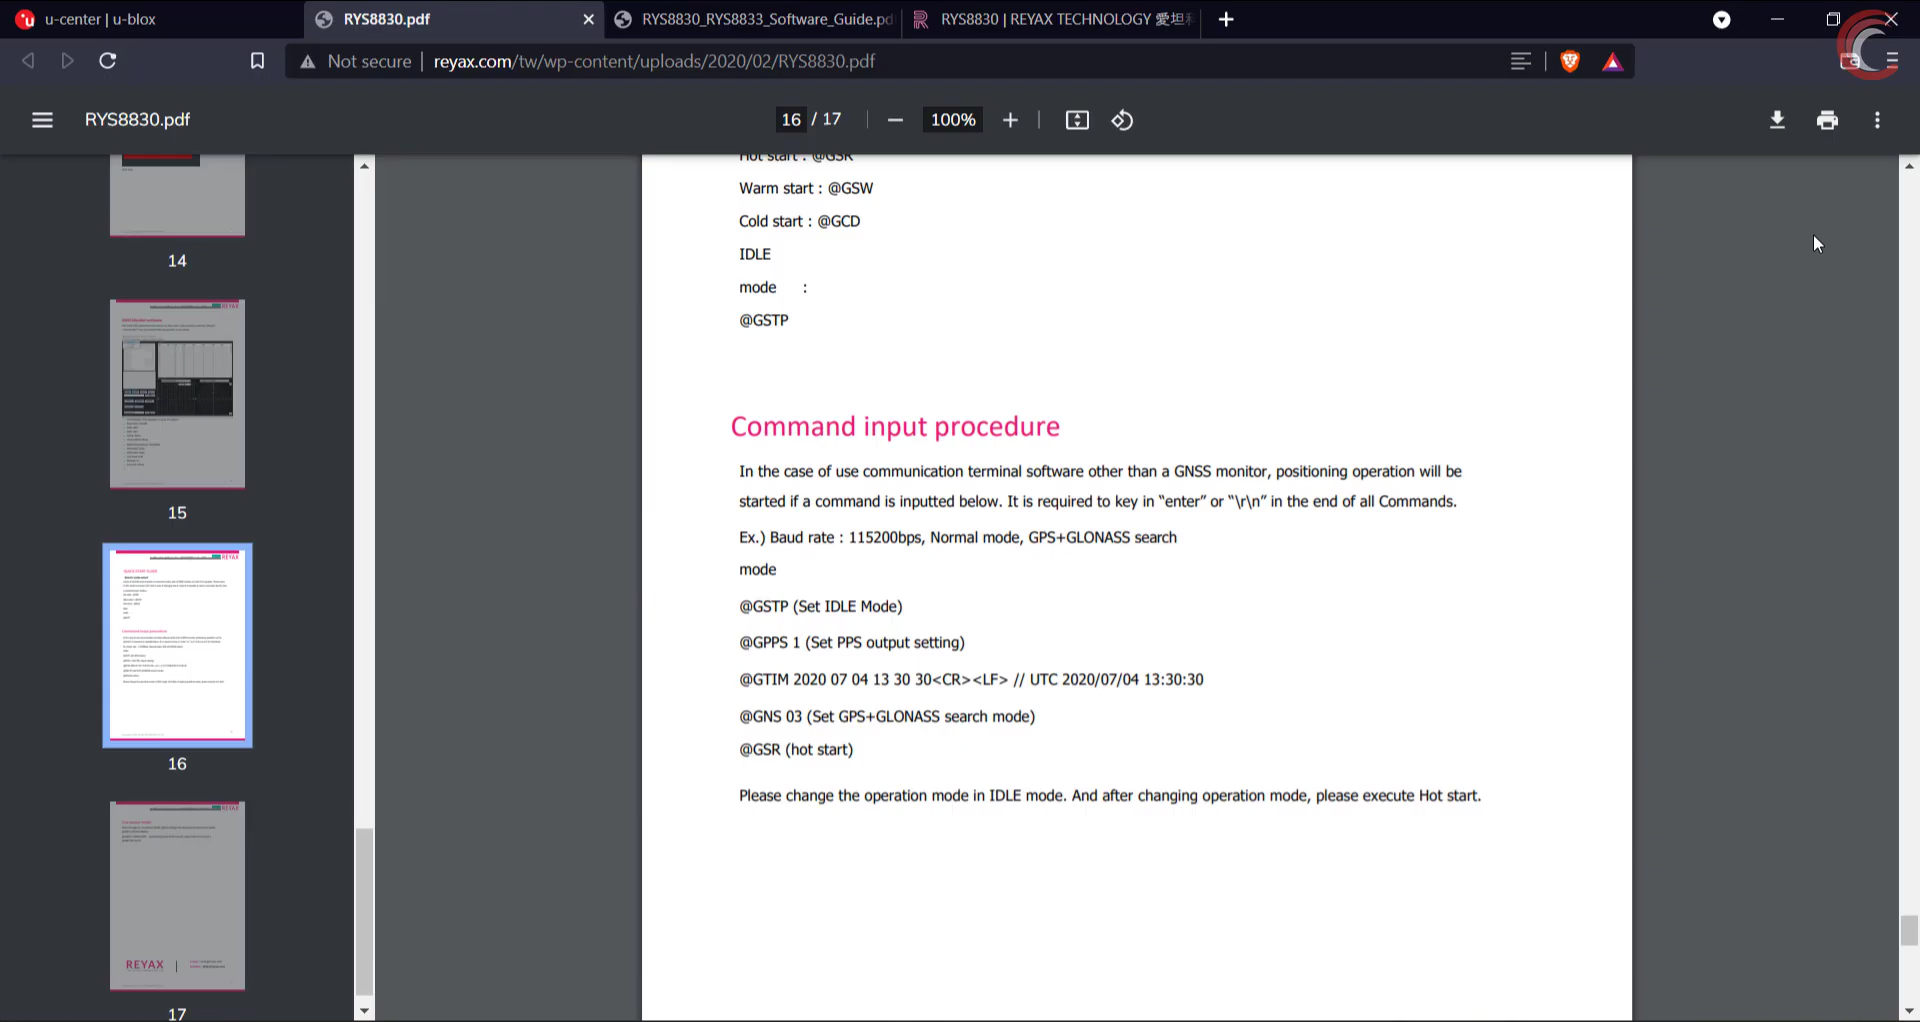 u-center | u-blox
RYS8830.pdf
RYS8830_RYS8833_Software_Guide.pd
RYS8830 | REYAX TECHNOLOGY 愛坦
Not secure
reyax.com/tw/wp-content/uploads/2020/02/RYS8830.pdf
RYS8830.pdf
16 / 17
100%
14
15
16
17
REYAX
Hot start : @GSR
Warm start : @GSW
Cold start : @GCD
IDLE
mode :
@GSTP
Command input procedure
In the case of use communication terminal software other than a GNSS monitor, positioning operation will be
started if a command is inputted below. It is required to key in “enter” or “\r\n” in the end of all Commands.
Ex.) Baud rate : 115200bps, Normal mode, GPS+GLONASS search
mode
@GSTP (Set IDLE Mode)
@GPPS 1 (Set PPS output setting)
@GTIM 2020 07 04 13 30 30<CR><LF> // UTC 2020/07/04 13:30:30
@GNS 03 (Set GPS+GLONASS search mode)
@GSR (hot start)
Please change the operation mode in IDLE mode. And after changing operation mode, please execute Hot start.